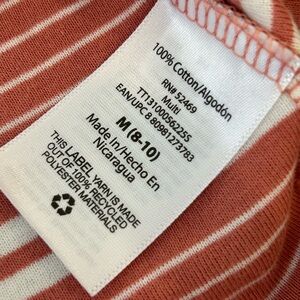 100% Cotton/Algodón
RN# 52469
Multi
TT1310005622SS
EAN/UPC 8 80981273783
M (8-10)
Made in/Hecho En
Nicaragua
THIS LABEL YARN IS MADE
OUT OF 100% RECYCLED
POLYESTER MATERIALS